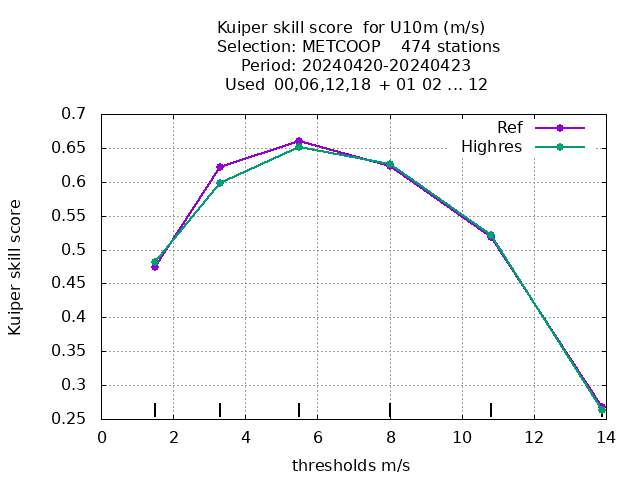 Kuiper skill score  for U10m (m/s)
Selection: METCOOP    474 stations
Period: 20240420-20240423
Used  00,06,12,18  + 01 02 ... 12
Ref
Highres
0.7
0.65
0.6
0.55
0.5
0.45
0.4
0.35
0.3
0.25
Kuiper skill score
0 2 4 6 8 10 12 14
thresholds m/s